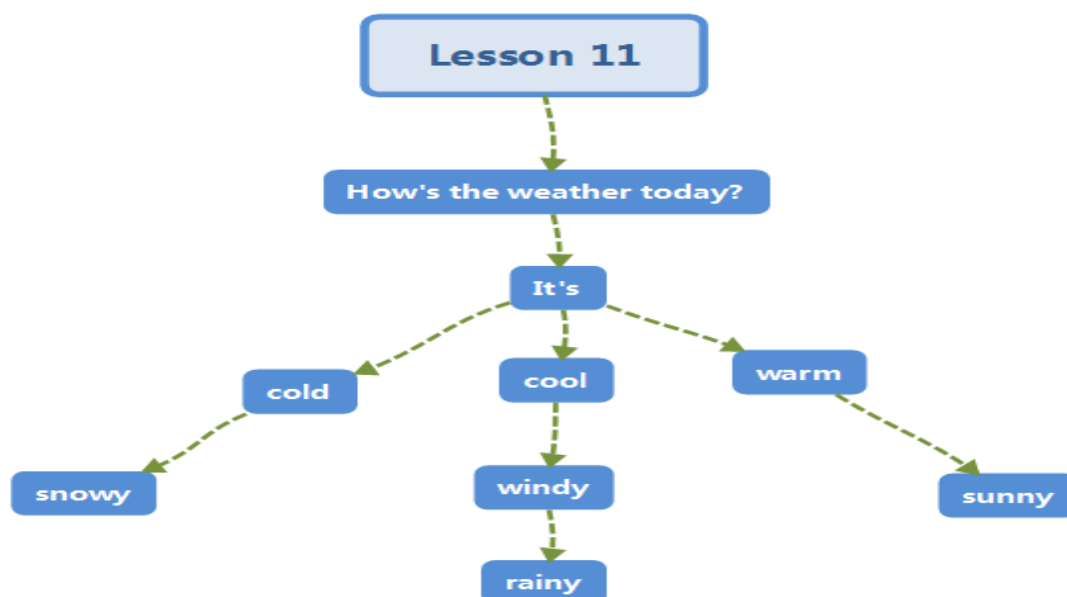 Lesson 11
How's the weather today?
It's
cold
cool
warm
snowy
windy
sunny
rainy